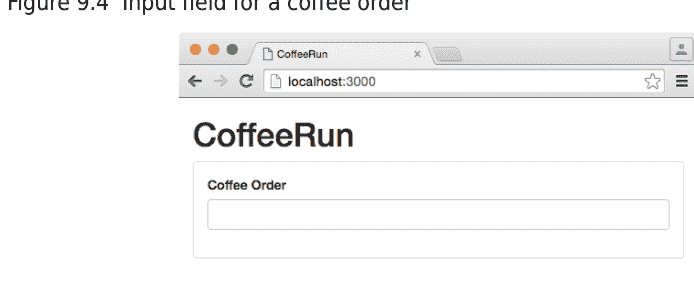 Figure 9.4 Input field for a coffee order
CoffeeRun
localhost:3000
CoffeeRun
Coffee Order